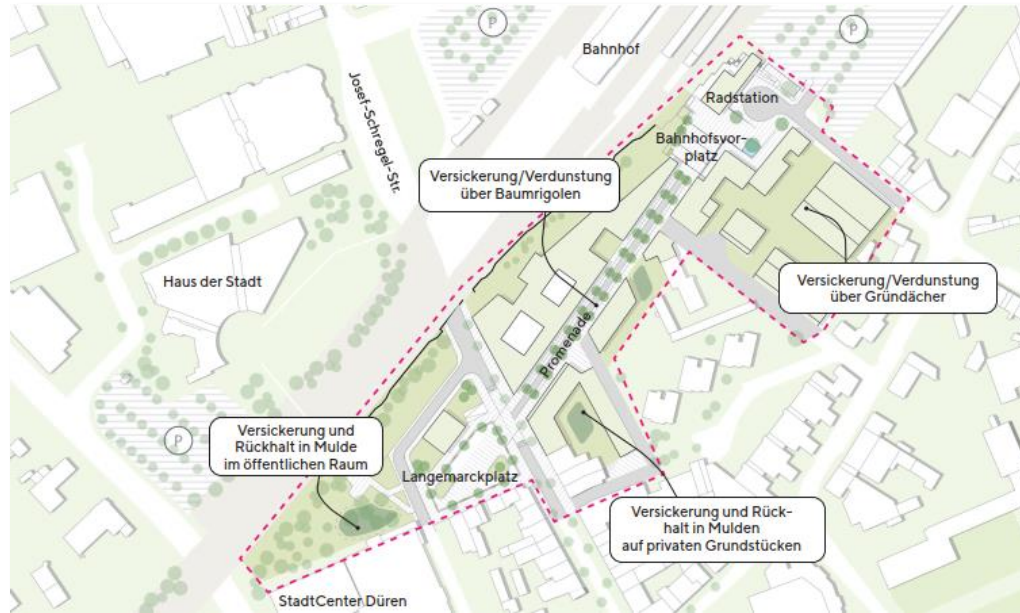 P
P
Bahnhof
Josef-Schregel-Str.
Radstation
Bahnhofsvor-
platz
Versickerung/Verdunstung
über Baumrigolen
Haus der Stadt
Versickerung/Verdunstung
über Gründächer
Promenade
P
Versickerung und
Rückhalt in Mulde
im öffentlichen Raum
Langemarckplatz
Versickerung und Rück-
halt in Mulden
auf privaten Grundstücken
StadtCenter Düren